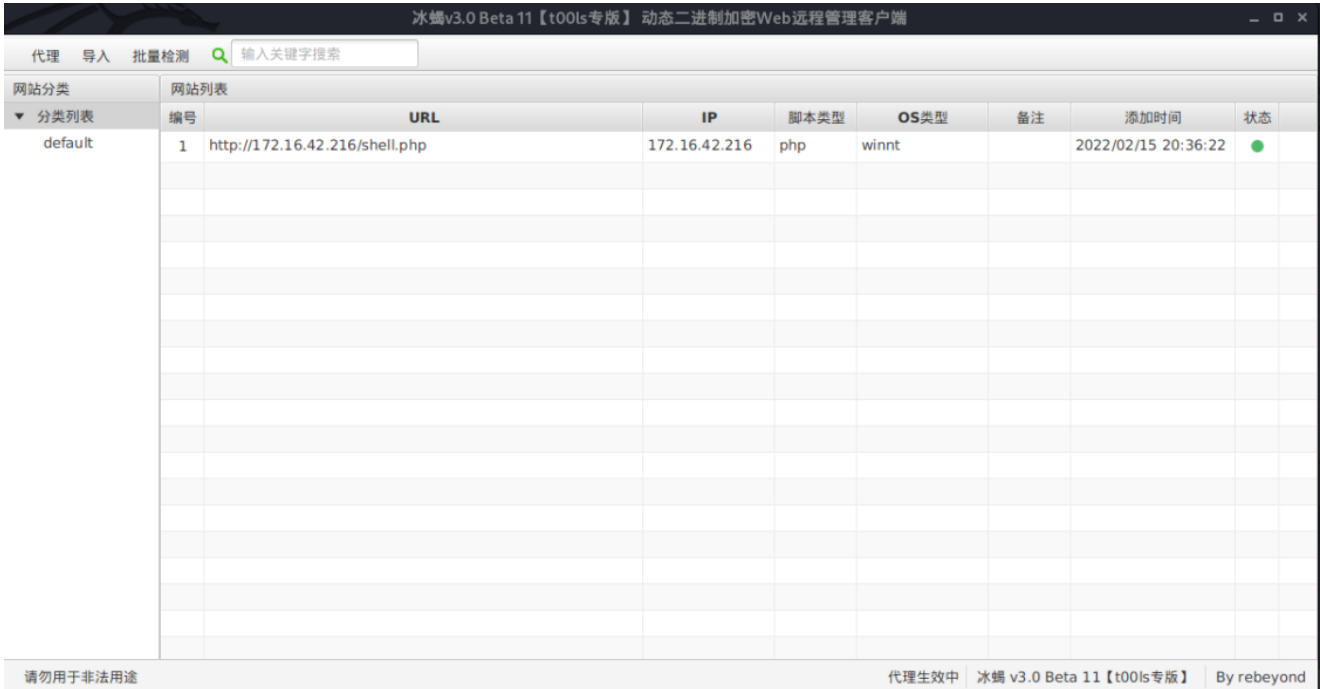 冰蝎v3.0 Beta 11【t00ls专版】 动态二进制加密Web远程管理客户端
代理 导入 批量检测 输入关键字搜索
网站分类 网站列表
分类列表 编号 URL IP 脚本类型 OS类型 备注 添加时间 状态
default 1 http://172.16.42.216/shell.php 172.16.42.216 php winnt 2022/02/15 20:36:22
请勿用于非法用途 代理生效中 冰蝎 v3.0 Beta 11【t00ls专版】 By rebeyond